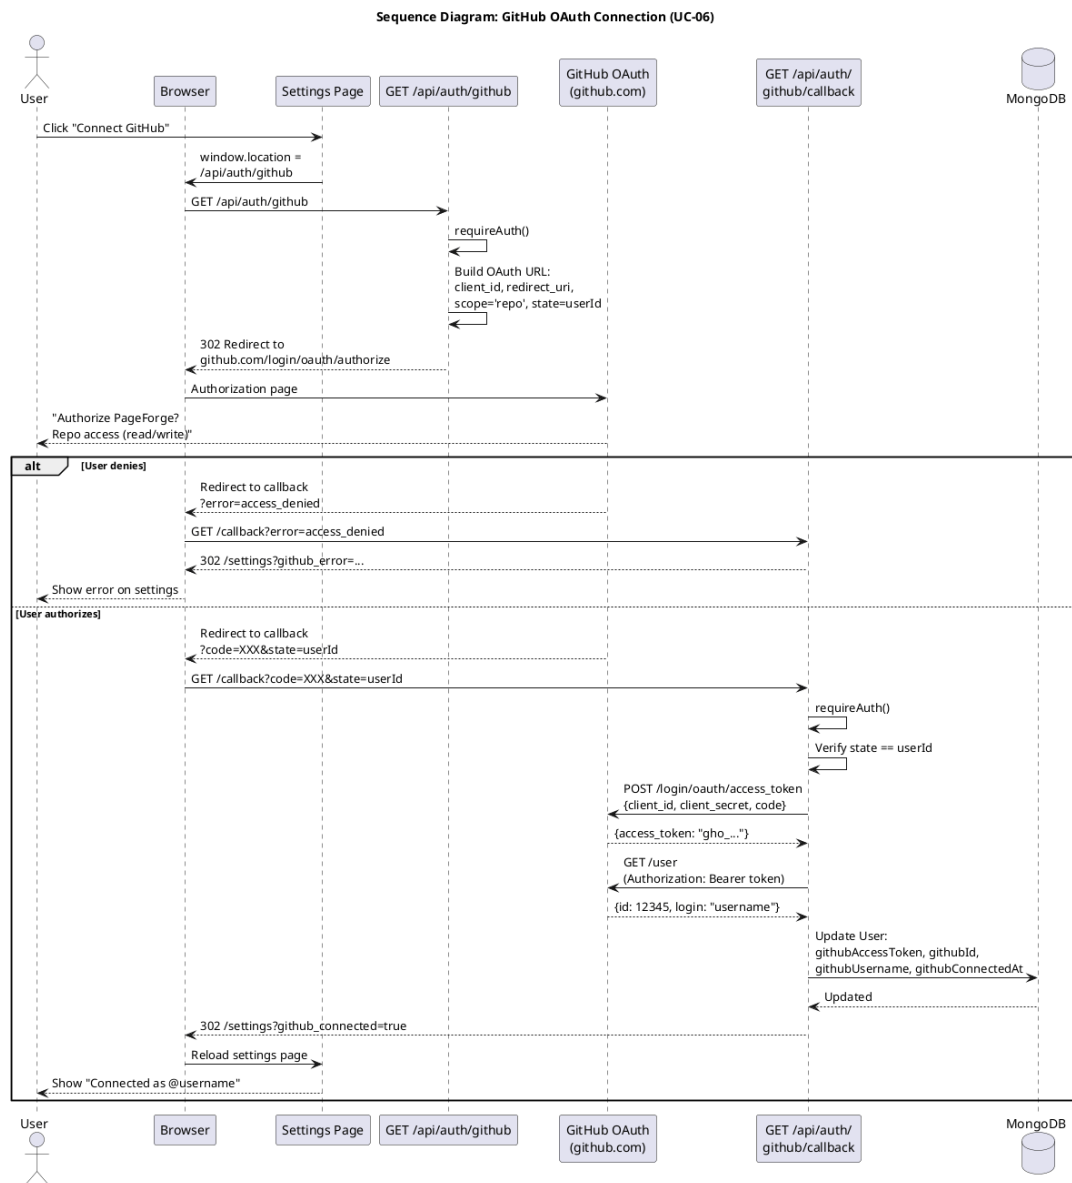 Sequence Diagram: GitHub OAuth Connection (UC-06)
User
Browser
Settings Page
GET /api/auth/github
GitHub OAuth
(github.com)
GET /api/auth/
github/callback
MongoDB
Click "Connect GitHub"
window.location =
/api/auth/github
GET /api/auth/github
requireAuth()
Build OAuth URL:
client_id, redirect_uri,
scope='repo', state=userId
302 Redirect to
github.com/login/oauth/authorize
Authorization page
"Authorize PageForge?
Repo access (read/write)"
alt
[User denies]
Redirect to callback
?error=access_denied
GET /callback?error=access_denied
302 /settings?github_error=...
Show error on settings
[User authorizes]
Redirect to callback
?code=XXX&state=userId
GET /callback?code=XXX&state=userId
requireAuth()
Verify state == userId
POST /login/oauth/access_token
{client_id, client_secret, code}
{access_token: "gho_..."}
GET /user
(Authorization: Bearer token)
{id: 12345, login: "username"}
Update User:
githubAccessToken, githubId,
githubUsername, githubConnectedAt
Updated
302 /settings?github_connected=true
Reload settings page
Show "Connected as @username"
User
Browser
Settings Page
GET /api/auth/github
GitHub OAuth
(github.com)
GET /api/auth/
github/callback
MongoDB